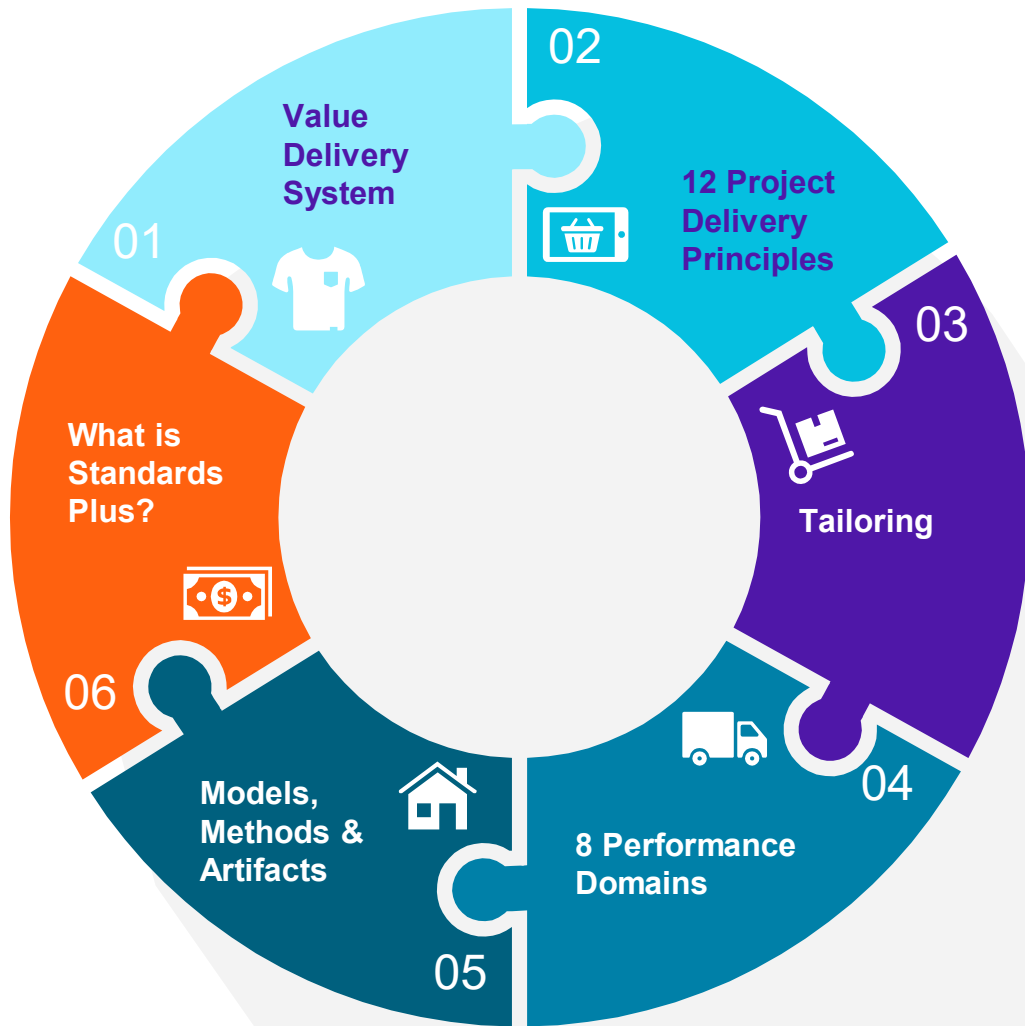 01
Value
Delivery
System
02
12 Project
Delivery
Principles
03
Tailoring
04
8 Performance
Domains
05
Models,
Methods &
Artifacts
06
What is
Standards
Plus?
$